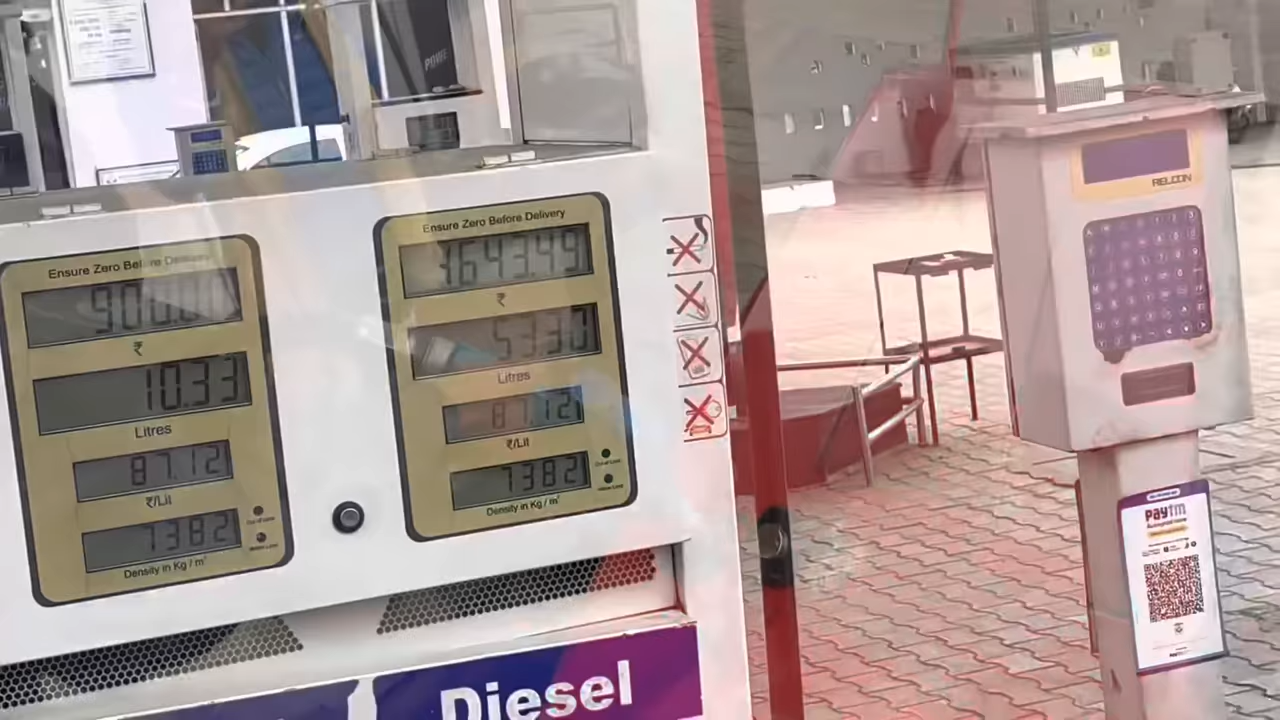 POWE
Ensure Zero Before Delivery
900.00
₹
10.33
Litres
87.12
₹/Lit
738.2
Density in Kg / m³
Ensure Zero Before Delivery
4643.49
₹
53.30
Litres
87.12
₹/Lit
738.2
Density in Kg / m³
Diesel
RELCON
paytm